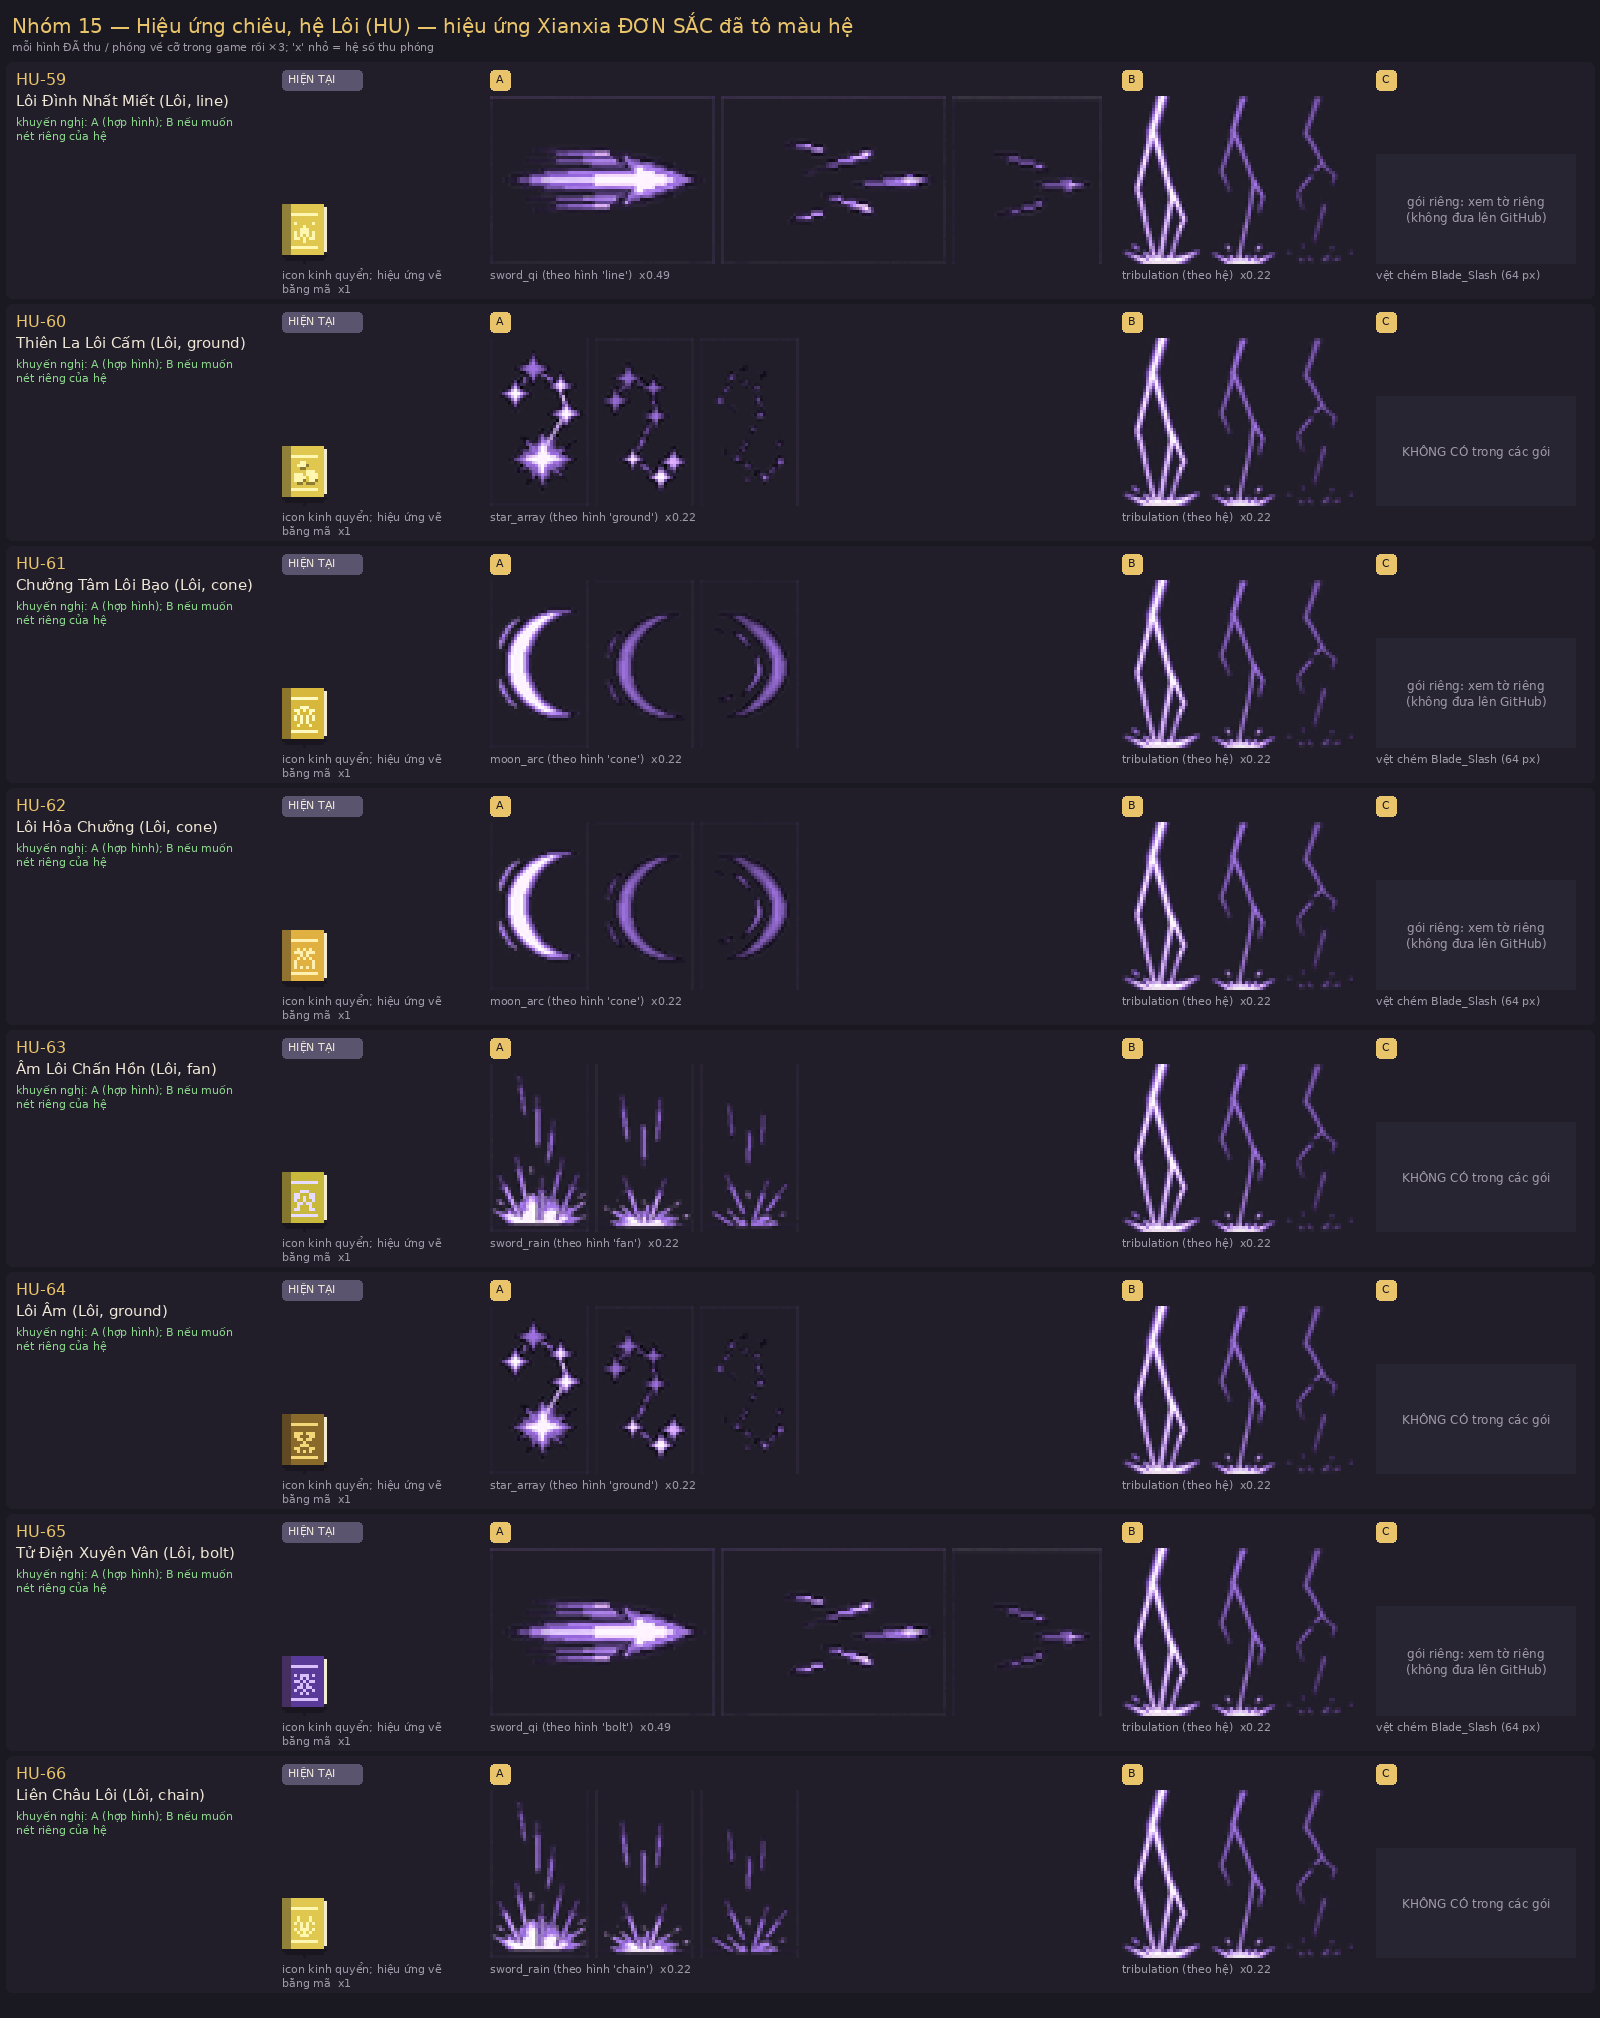 Nhóm 15 — Hiệu ứng chiêu, hệ Lôi (HU) — hiệu ứng Xianxia ĐƠN SẮC đã tô màu hệ
mỗi hình ĐÃ thu / phóng về cỡ trong game rồi ×3; 'x' nhỏ = hệ số thu phóng
HU-59
Lôi Đình Nhất Miết (Lôi, line)
khuyến nghị: A (hợp hình); B nếu muốn
nét riêng của hệ
HIỆN TẠI
icon kinh quyển; hiệu ứng vẽ
bằng mã x1
A
sword_qi (theo hình 'line') x0.49
B
tribulation (theo hệ) x0.22
C
gói riêng: xem tờ riêng
(không đưa lên GitHub)
vệt chém Blade_Slash (64 px)
HU-60
Thiên La Lôi Cấm (Lôi, ground)
khuyến nghị: A (hợp hình); B nếu muốn
nét riêng của hệ
HIỆN TẠI
icon kinh quyển; hiệu ứng vẽ
bằng mã x1
A
star_array (theo hình 'ground') x0.22
B
tribulation (theo hệ) x0.22
C
KHÔNG CÓ trong các gói
HU-61
Chưởng Tâm Lôi Bạo (Lôi, cone)
khuyến nghị: A (hợp hình); B nếu muốn
nét riêng của hệ
HIỆN TẠI
icon kinh quyển; hiệu ứng vẽ
bằng mã x1
A
moon_arc (theo hình 'cone') x0.22
B
tribulation (theo hệ) x0.22
C
gói riêng: xem tờ riêng
(không đưa lên GitHub)
vệt chém Blade_Slash (64 px)
HU-62
Lôi Hỏa Chưởng (Lôi, cone)
khuyến nghị: A (hợp hình); B nếu muốn
nét riêng của hệ
HIỆN TẠI
icon kinh quyển; hiệu ứng vẽ
bằng mã x1
A
moon_arc (theo hình 'cone') x0.22
B
tribulation (theo hệ) x0.22
C
gói riêng: xem tờ riêng
(không đưa lên GitHub)
vệt chém Blade_Slash (64 px)
HU-63
Âm Lôi Chấn Hồn (Lôi, fan)
khuyến nghị: A (hợp hình); B nếu muốn
nét riêng của hệ
HIỆN TẠI
icon kinh quyển; hiệu ứng vẽ
bằng mã x1
A
sword_rain (theo hình 'fan') x0.22
B
tribulation (theo hệ) x0.22
C
KHÔNG CÓ trong các gói
HU-64
Lôi Âm (Lôi, ground)
khuyến nghị: A (hợp hình); B nếu muốn
nét riêng của hệ
HIỆN TẠI
icon kinh quyển; hiệu ứng vẽ
bằng mã x1
A
star_array (theo hình 'ground') x0.22
B
tribulation (theo hệ) x0.22
C
KHÔNG CÓ trong các gói
HU-65
Tử Điện Xuyên Vân (Lôi, bolt)
khuyến nghị: A (hợp hình); B nếu muốn
nét riêng của hệ
HIỆN TẠI
icon kinh quyển; hiệu ứng vẽ
bằng mã x1
A
sword_qi (theo hình 'bolt') x0.49
B
tribulation (theo hệ) x0.22
C
gói riêng: xem tờ riêng
(không đưa lên GitHub)
vệt chém Blade_Slash (64 px)
HU-66
Liên Châu Lôi (Lôi, chain)
khuyến nghị: A (hợp hình); B nếu muốn
nét riêng của hệ
HIỆN TẠI
icon kinh quyển; hiệu ứng vẽ
bằng mã x1
A
sword_rain (theo hình 'chain') x0.22
B
tribulation (theo hệ) x0.22
C
KHÔNG CÓ trong các gói